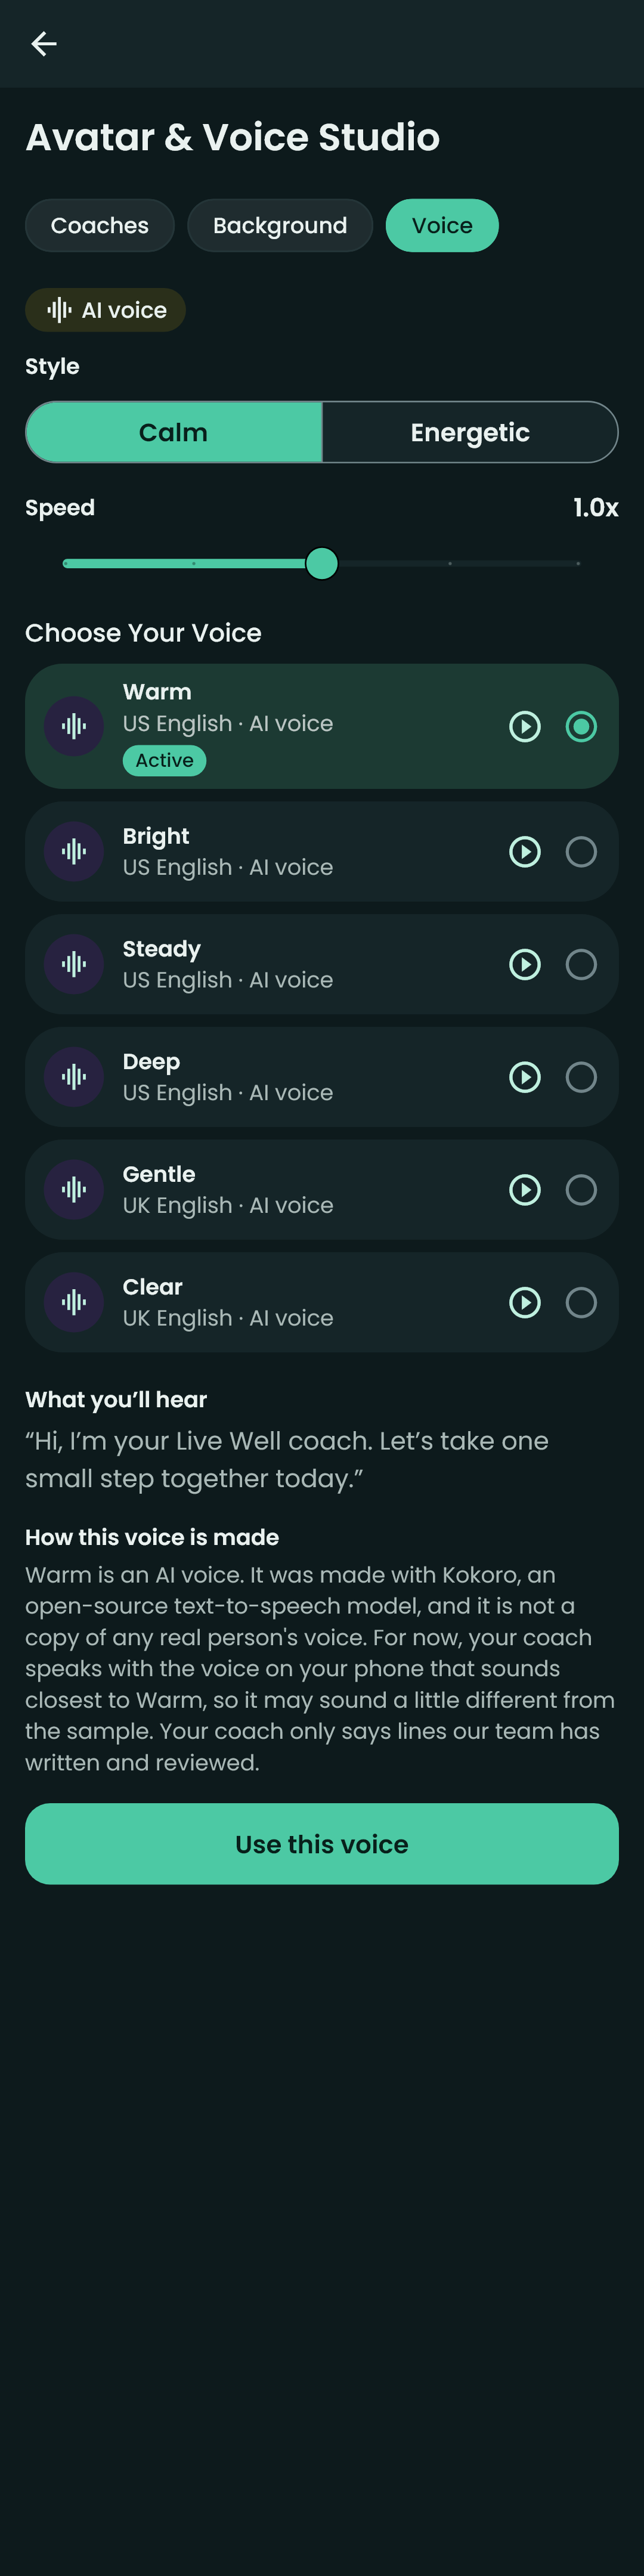 Avatar & Voice Studio
Coaches
Background
Voice
AI voice
Style
Calm
Energetic
Speed
1.0x
Choose Your Voice
Warm
US English · AI voice
Active
Bright
US English · AI voice
Steady
US English · AI voice
Deep
US English · AI voice
Gentle
UK English · AI voice
Clear
UK English · AI voice
What you’ll hear
“Hi, I’m your Live Well coach. Let’s take one
small step together today.”
How this voice is made
Warm is an AI voice. It was made with Kokoro, an
open-source text-to-speech model, and it is not a
copy of any real person's voice. For now, your coach
speaks with the voice on your phone that sounds
closest to Warm, so it may sound a little different from
the sample. Your coach only says lines our team has
written and reviewed.
Use this voice